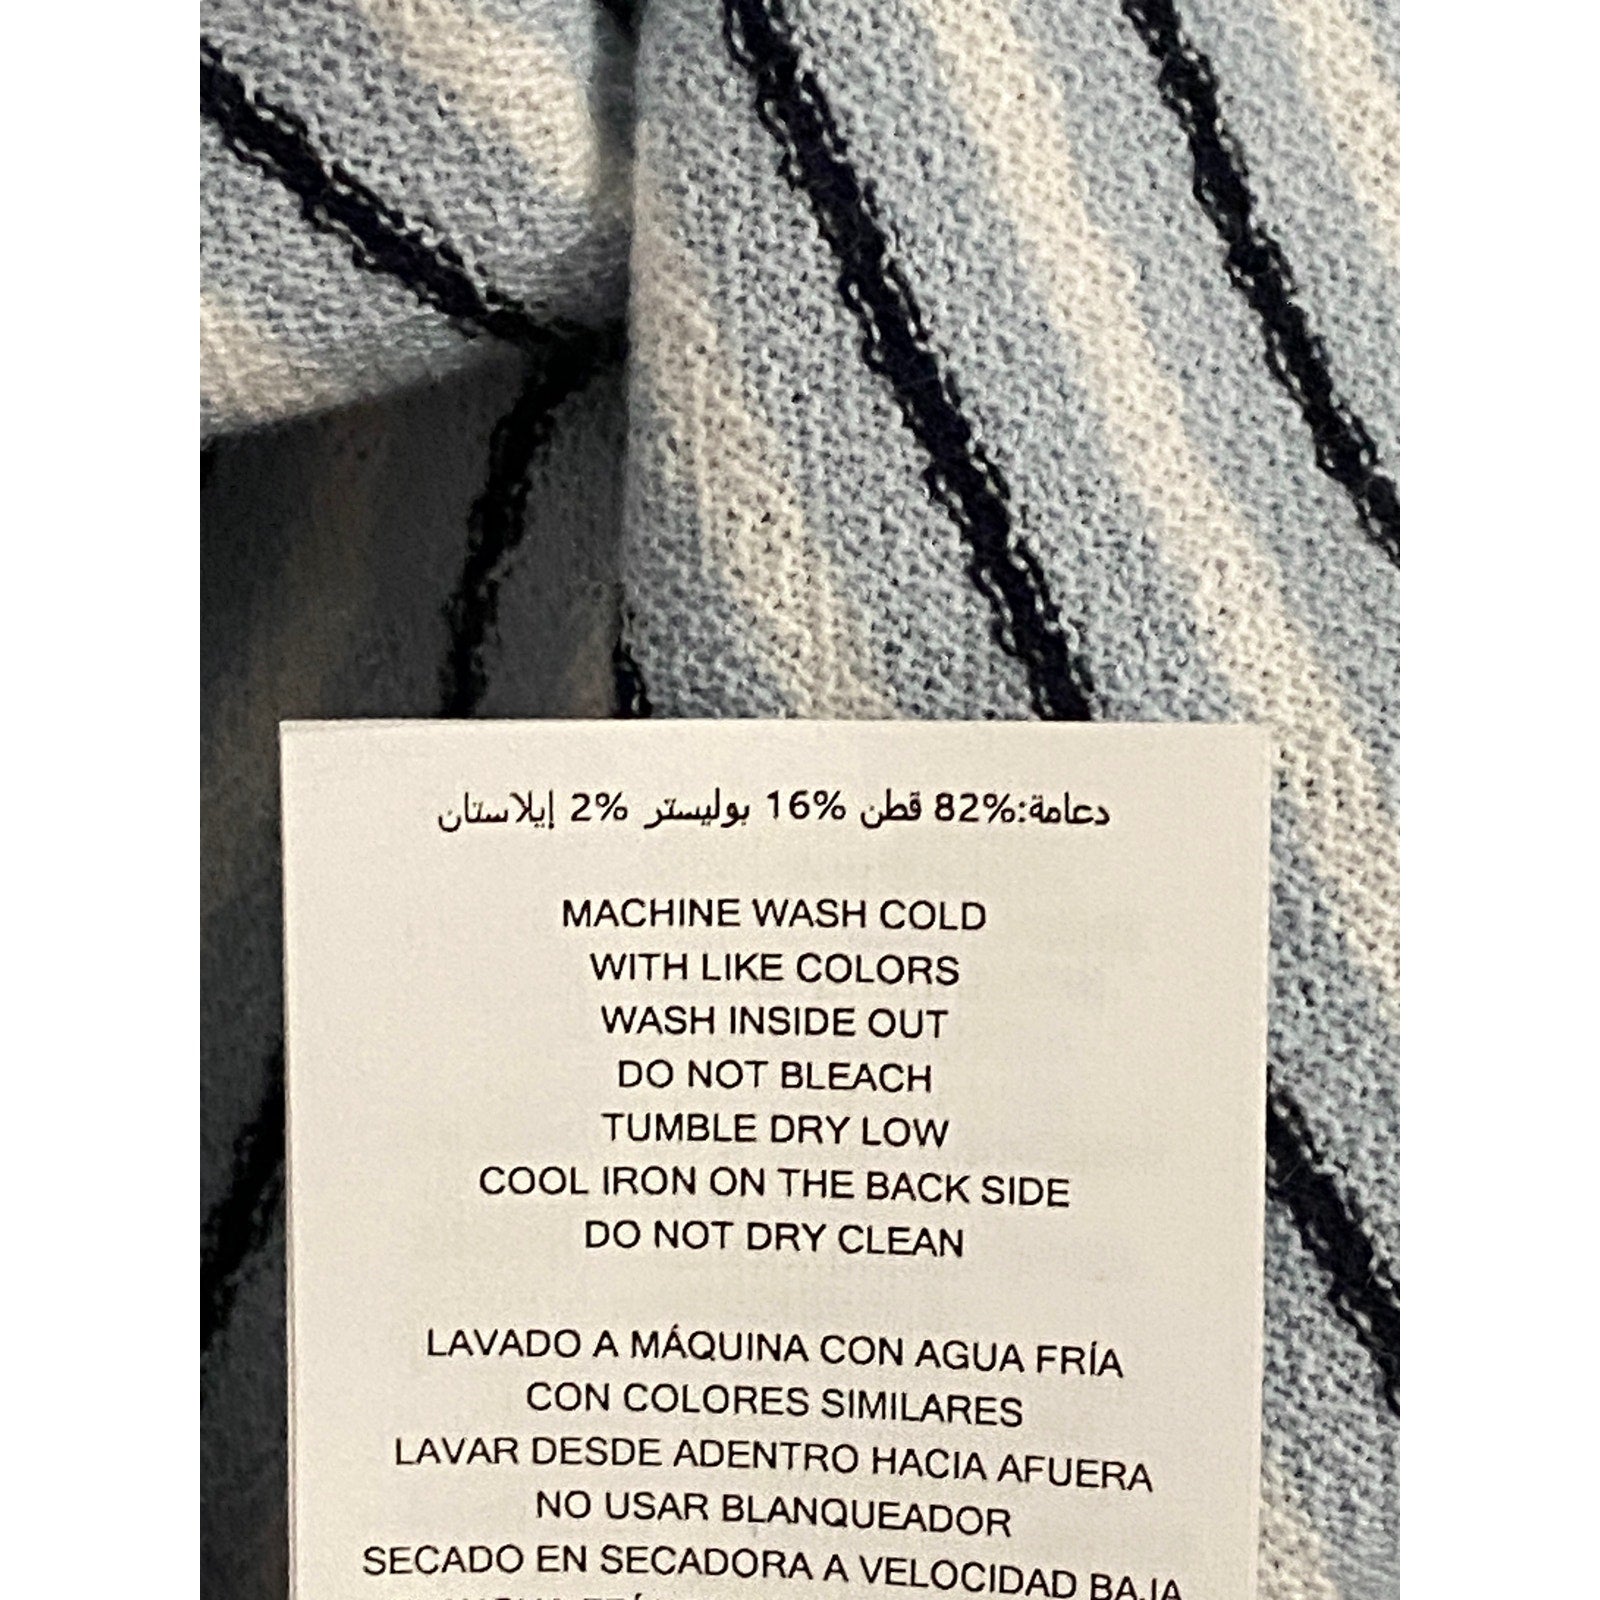 دعامة:82% قطن 16% بوليستر 2% إيلاستان
MACHINE WASH COLD
WITH LIKE COLORS
WASH INSIDE OUT
DO NOT BLEACH
TUMBLE DRY LOW
COOL IRON ON THE BACK SIDE
DO NOT DRY CLEAN
LAVADO A MÁQUINA CON AGUA FRÍA
CON COLORES SIMILARES
LAVAR DESDE ADENTRO HACIA AFUERA
NO USAR BLANQUEADOR
SECADO EN SECADORA A VELOCIDAD BAJA